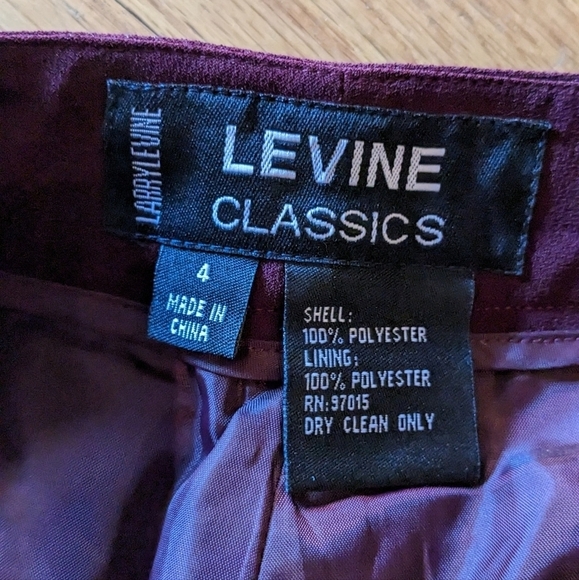 LARRY LEVINE
LEVINE
CLASSICS
4
MADE IN
CHINA
SHELL:
100% POLYESTER
LINING:
100% POLYESTER
RN:97015
DRY CLEAN ONLY